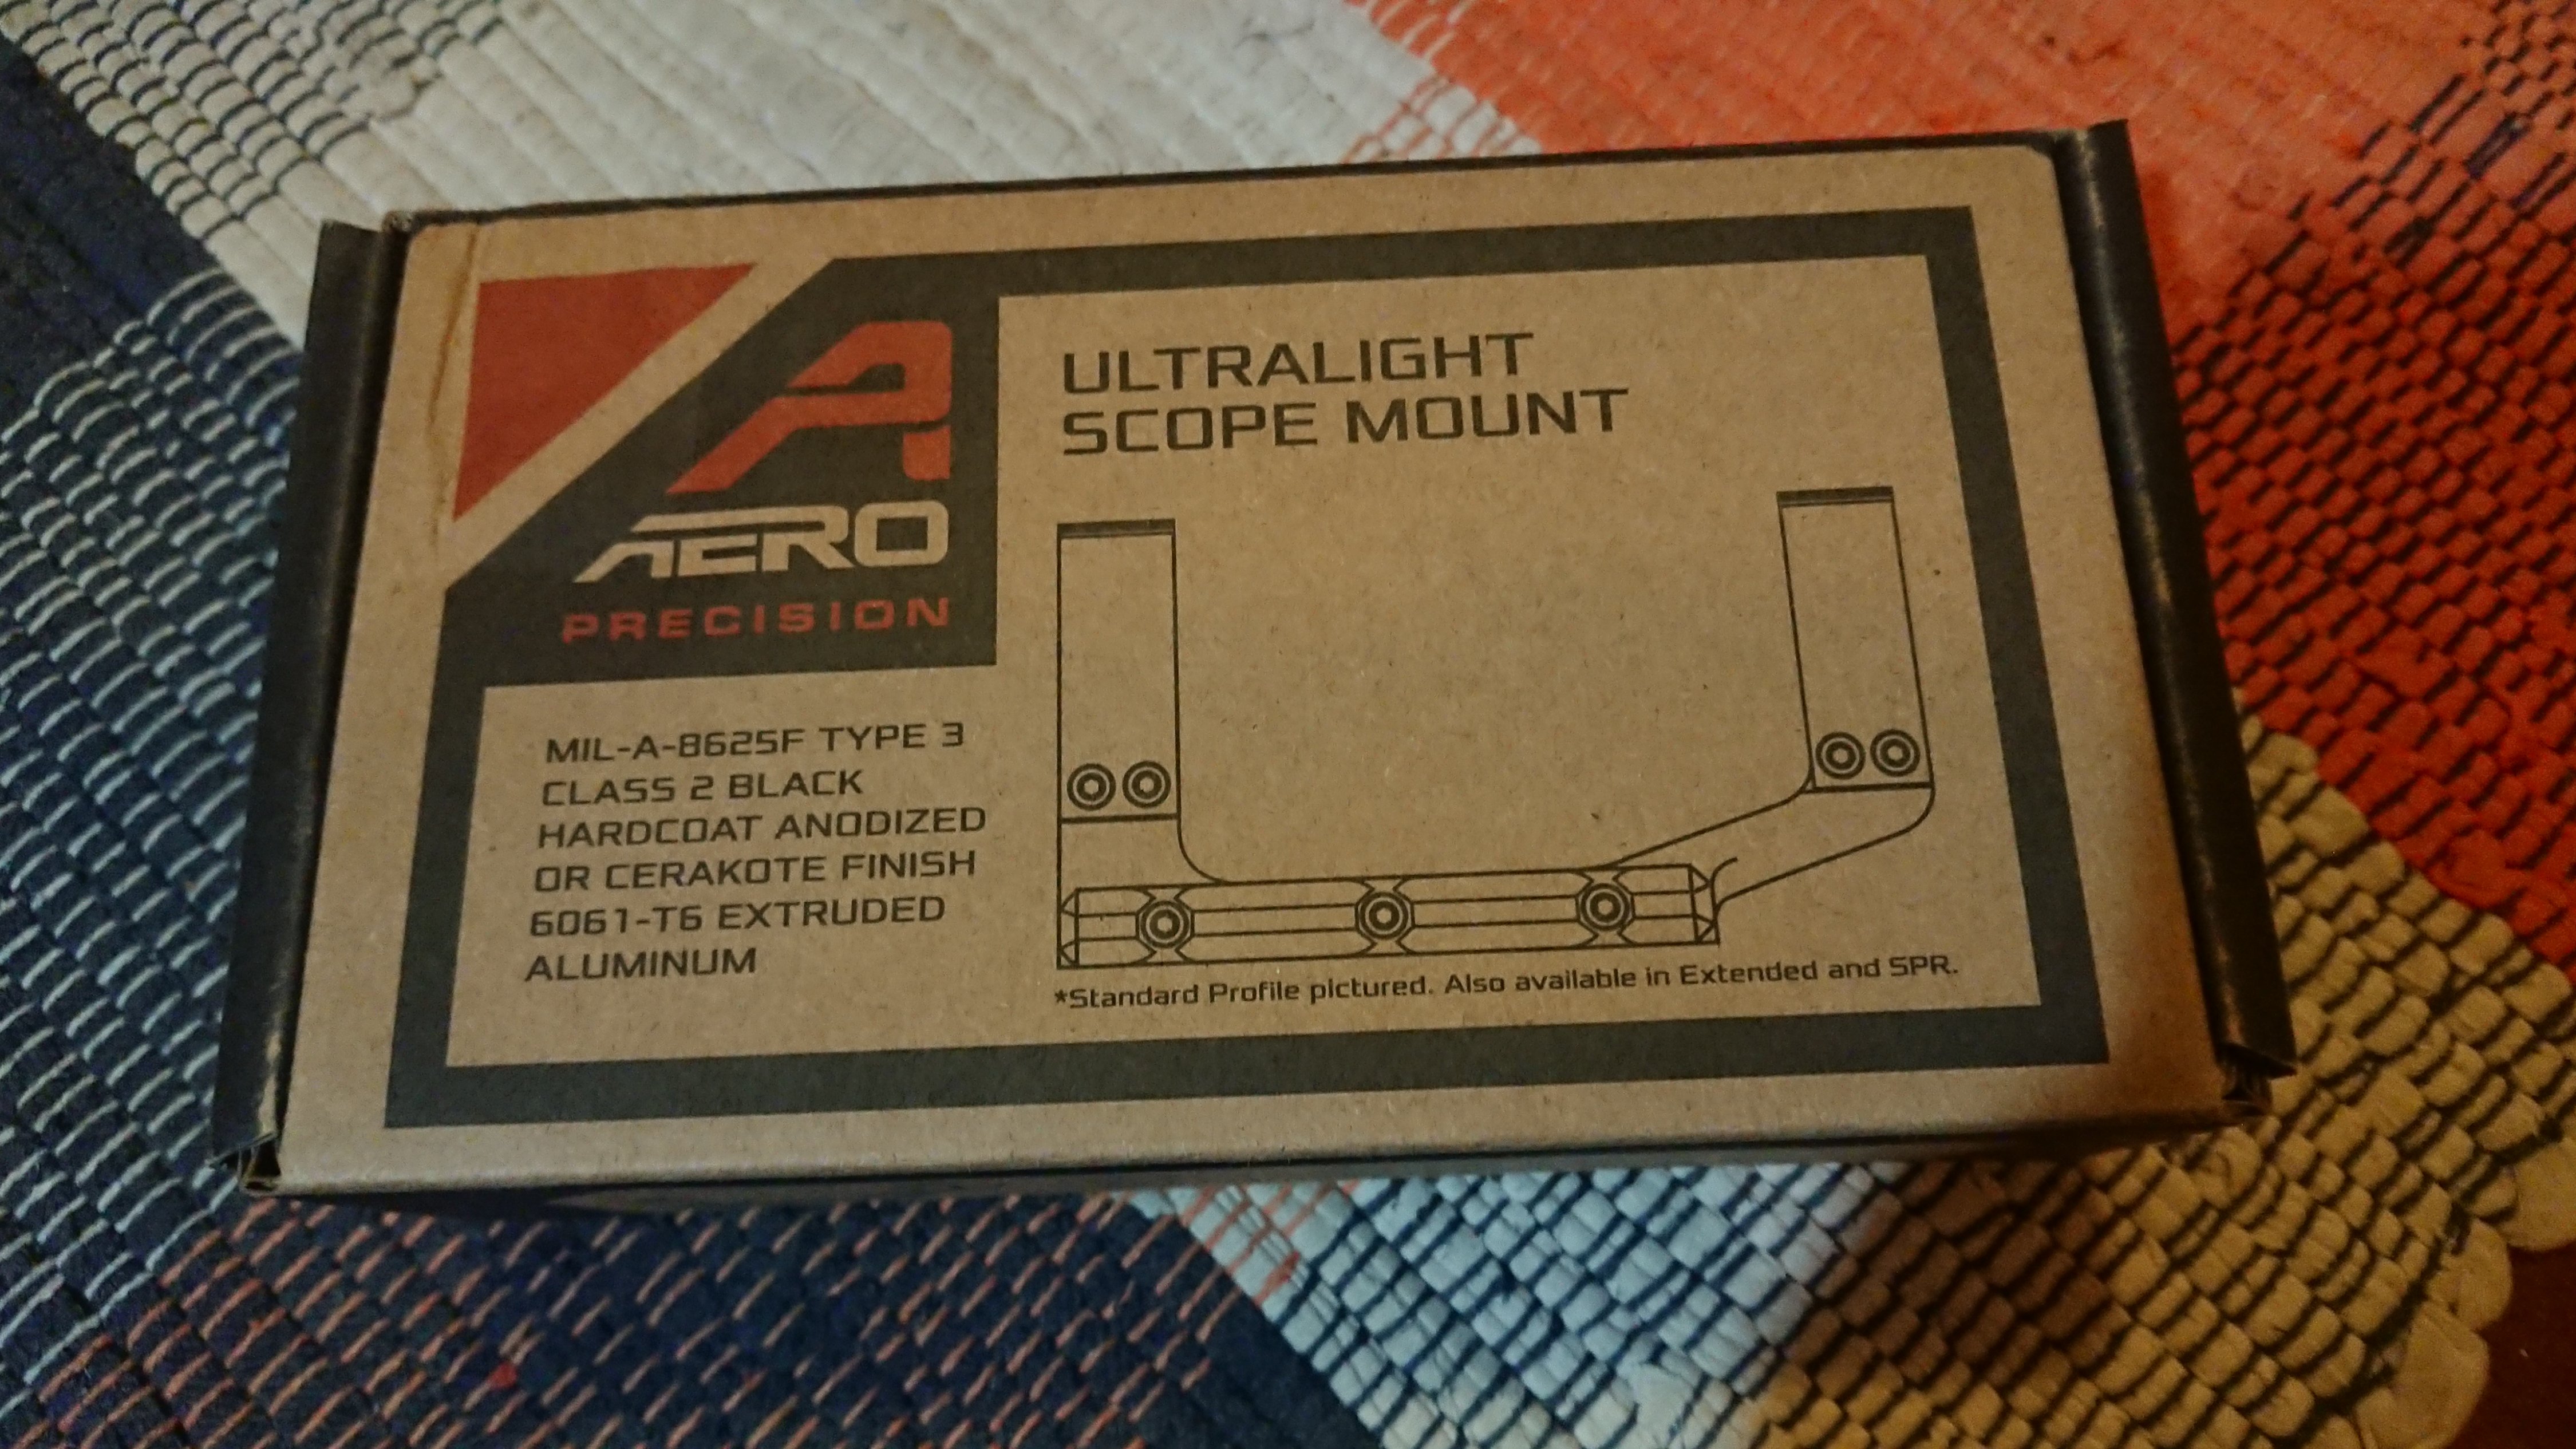 AERO
PRECISION
ULTRALIGHT
SCOPE MOUNT
MIL-A-8625F TYPE 3
CLASS 2 BLACK
HARDCOAT ANODIZED
OR CERAKOTE FINISH
6061-T6 EXTRUDED
ALUMINUM
*Standard Profile pictured. Also available in Extended and SPR.